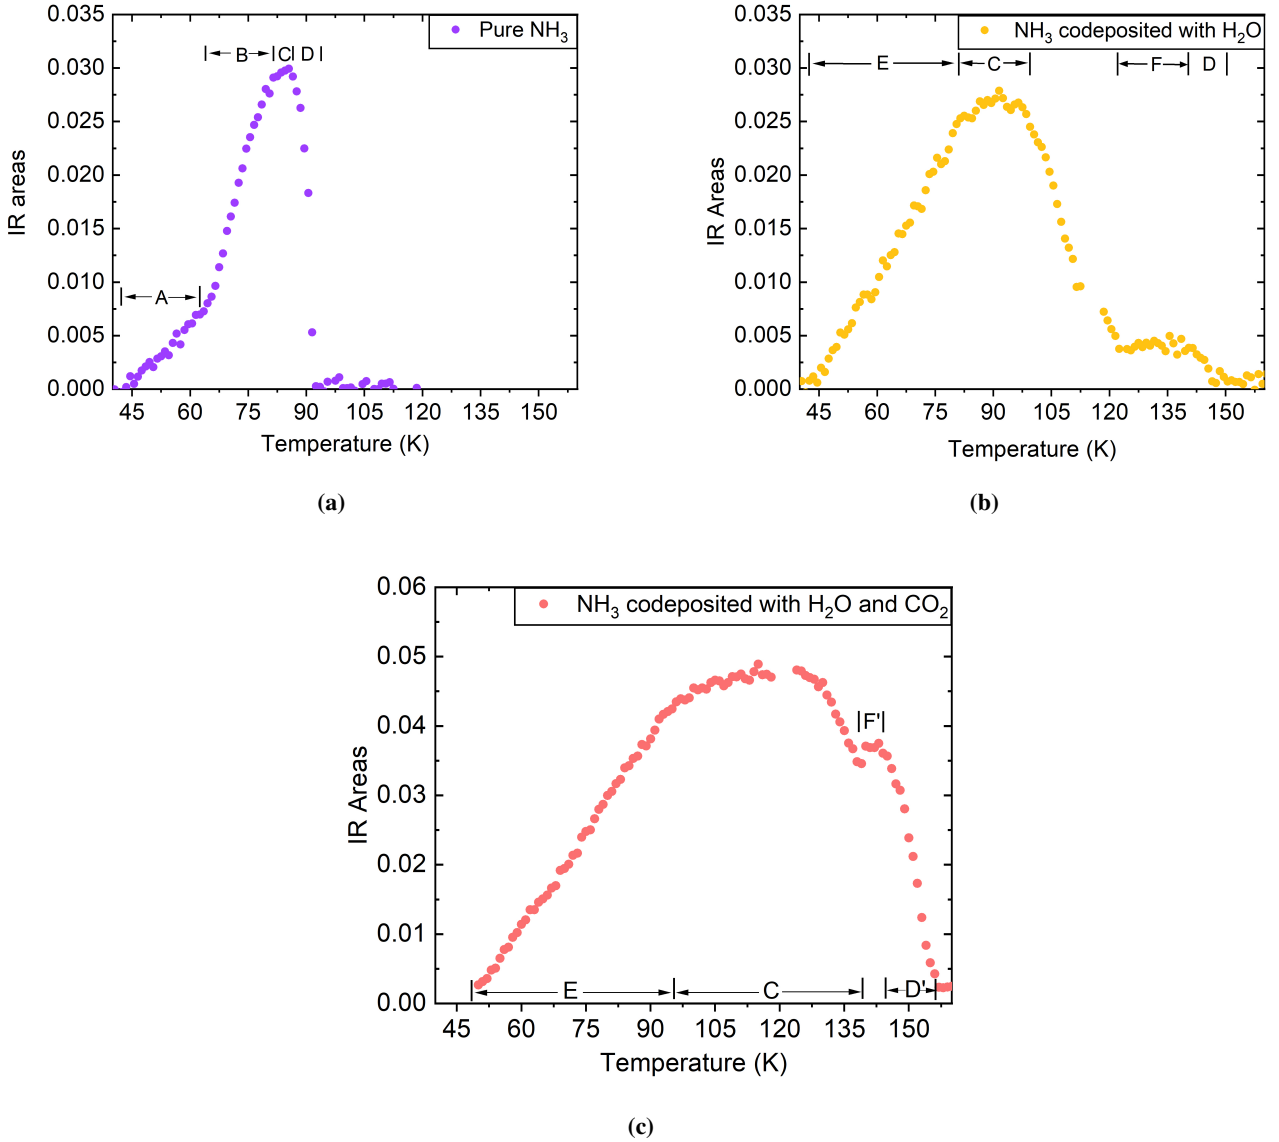 Pure NH3
A
B
C
D
0.035
0.030
0.025
0.020
0.015
0.010
0.005
0.000
IR areas
45 60 75 90 105 120 135 150
Temperature (K)
(a)
NH3 codeposited with H2O
E
C
F
D
0.035
0.030
0.025
0.020
0.015
0.010
0.005
0.000
IR Areas
45 60 75 90 105 120 135 150
Temperature (K)
(b)
NH3 codeposited with H2O and CO2
0.06
0.05
0.04
0.03
0.02
0.01
0.00
IR Areas
F'
E
C
D'
45 60 75 90 105 120 135 150
Temperature (K)
(c)